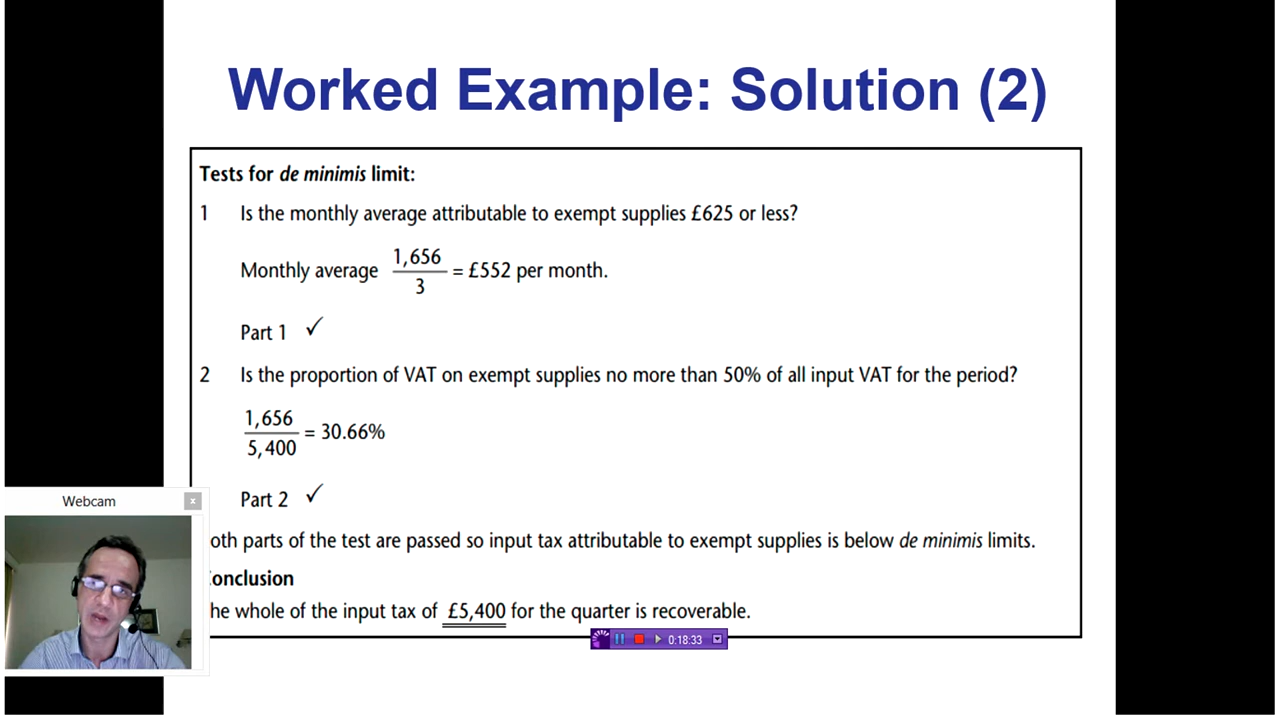 Worked Example: Solution (2)
Tests for de minimis limit:
1 Is the monthly average attributable to exempt supplies £625 or less?
Monthly average 1,656 / 3 = £552 per month.
Part 1 ✓
2 Is the proportion of VAT on exempt supplies no more than 50% of all input VAT for the period?
1,656 / 5,400 = 30.66%
Part 2 ✓
oth parts of the test are passed so input tax attributable to exempt supplies is below de minimis limits.
onclusion
he whole of the input tax of £5,400 for the quarter is recoverable.
Webcam x
0:18:33